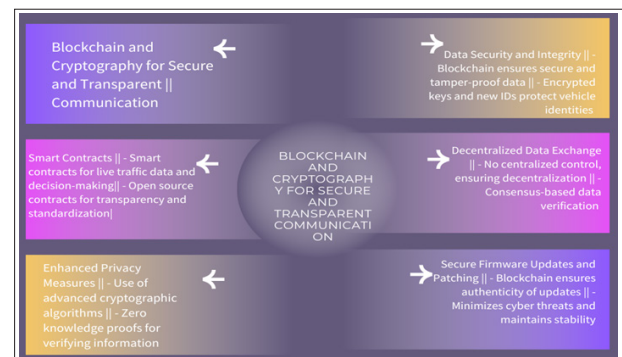 Blockchain and
Cryptography for Secure
and Transparent ||
Communication
Data Security and Integrity || -
Blockchain ensures secure and
tamper-proof data || -
Encrypted
keys and new IDs protect vehicle
identities
Smart Contracts || - Smart
contracts for live traffic data and
decision-making|| - Open source
contracts for transparency and
standardization|
BLOCKCHAIN
AND
CRYPTOGRAPH
Y FOR SECURE
AND
TRANSPARENT
COMMUNICATI
ON
Decentralized Data Exchange
|| - No centralized control,
ensuring decentralization || -
Consensus-based data
verification
Enhanced Privacy
Measures || - Use of
advanced cryptographic
algorithms || - Zero
knowledge proofs for
verifying information
Secure Firmware Updates and
Patching || - Blockchain ensures
authenticity of updates || -
Minimizes cyber threats and
maintains stability